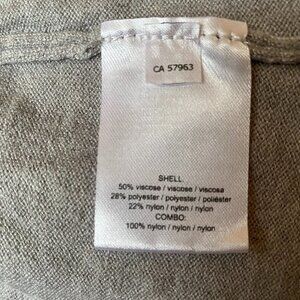 CA 57963
SHELL
50% viscose / viscose / viscosa
28% polyester / polyester / poliéster
22% nylon / nylon / nylon
COMBO:
100% nylon / nylon / nylon